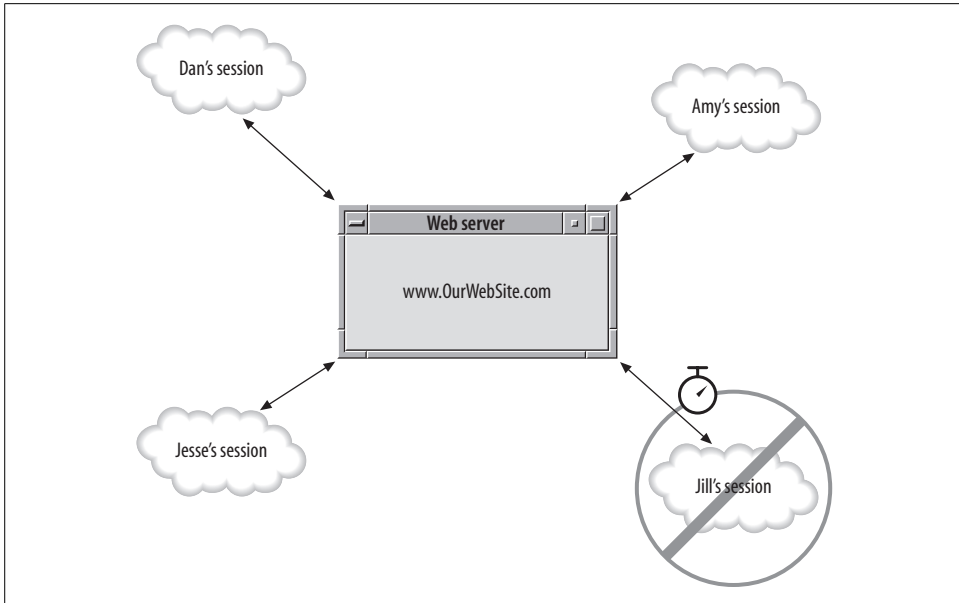 Dan's session
Amy's session
Web server
www.OurWebSite.com
Jesse's session
Jill's session